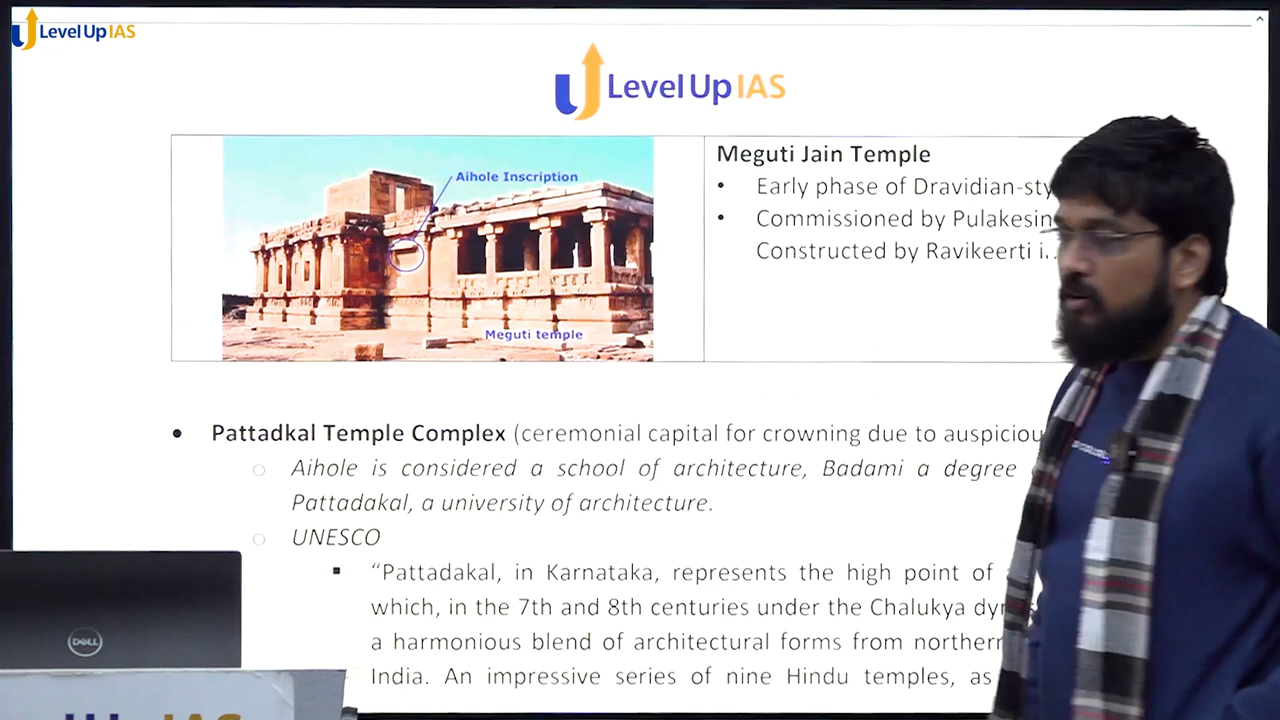 Level Up IAS
Level Up IAS
Aihole Inscription
Meguti temple
Meguti Jain Temple
• Early phase of Dravidian-sty
• Commissioned by Pulakesin
Constructed by Ravikeerti i
• Pattadkal Temple Complex (ceremonial capital for crowning due to auspiciou
○ Aihole is considered a school of architecture, Badami a degree
Pattadakal, a university of architecture.
○ UNESCO
▪ “Pattadakal, in Karnataka, represents the high point of
which, in the 7th and 8th centuries under the Chalukya dyn
a harmonious blend of architectural forms from northern
India. An impressive series of nine Hindu temples, as
DELL